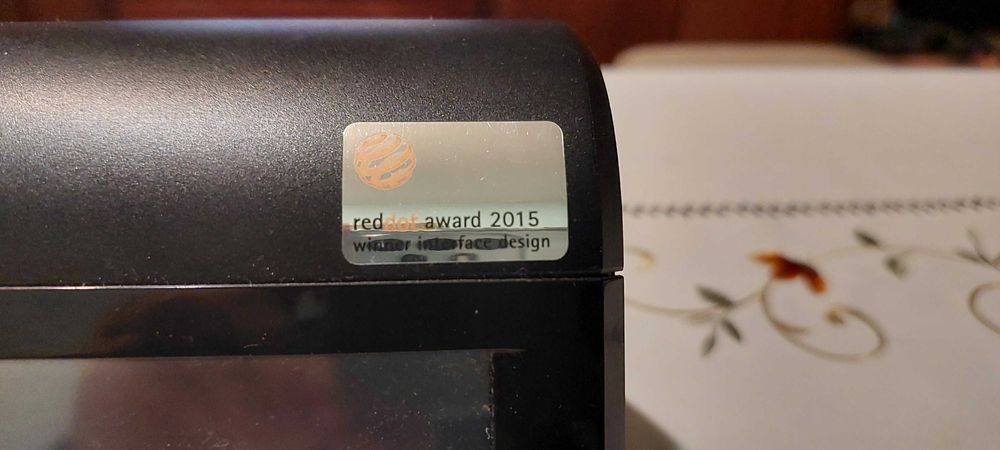 reddot award 2015
winner interface design